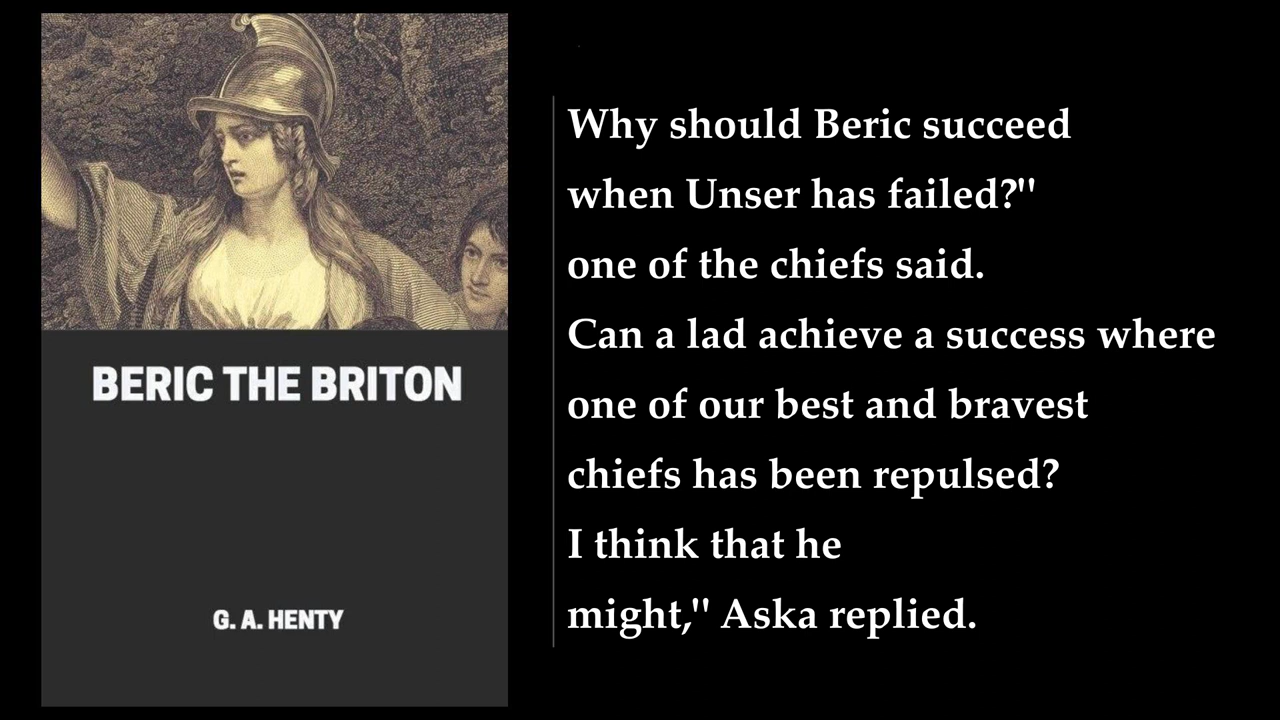 BERIC THE BRITON
G. A. HENTY
Why should Beric succeed
when Unser has failed?"
one of the chiefs said.
Can a lad achieve a success where
one of our best and bravest
chiefs has been repulsed?
I think that he
might," Aska replied.